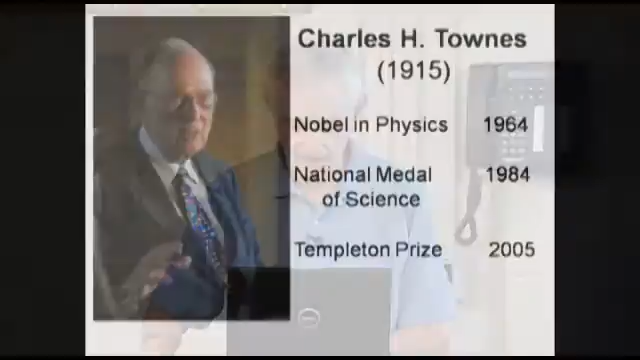 Charles H. Townes
(1915)
Nobel in Physics 1964
National Medal 1984
of Science
Templeton Prize 2005